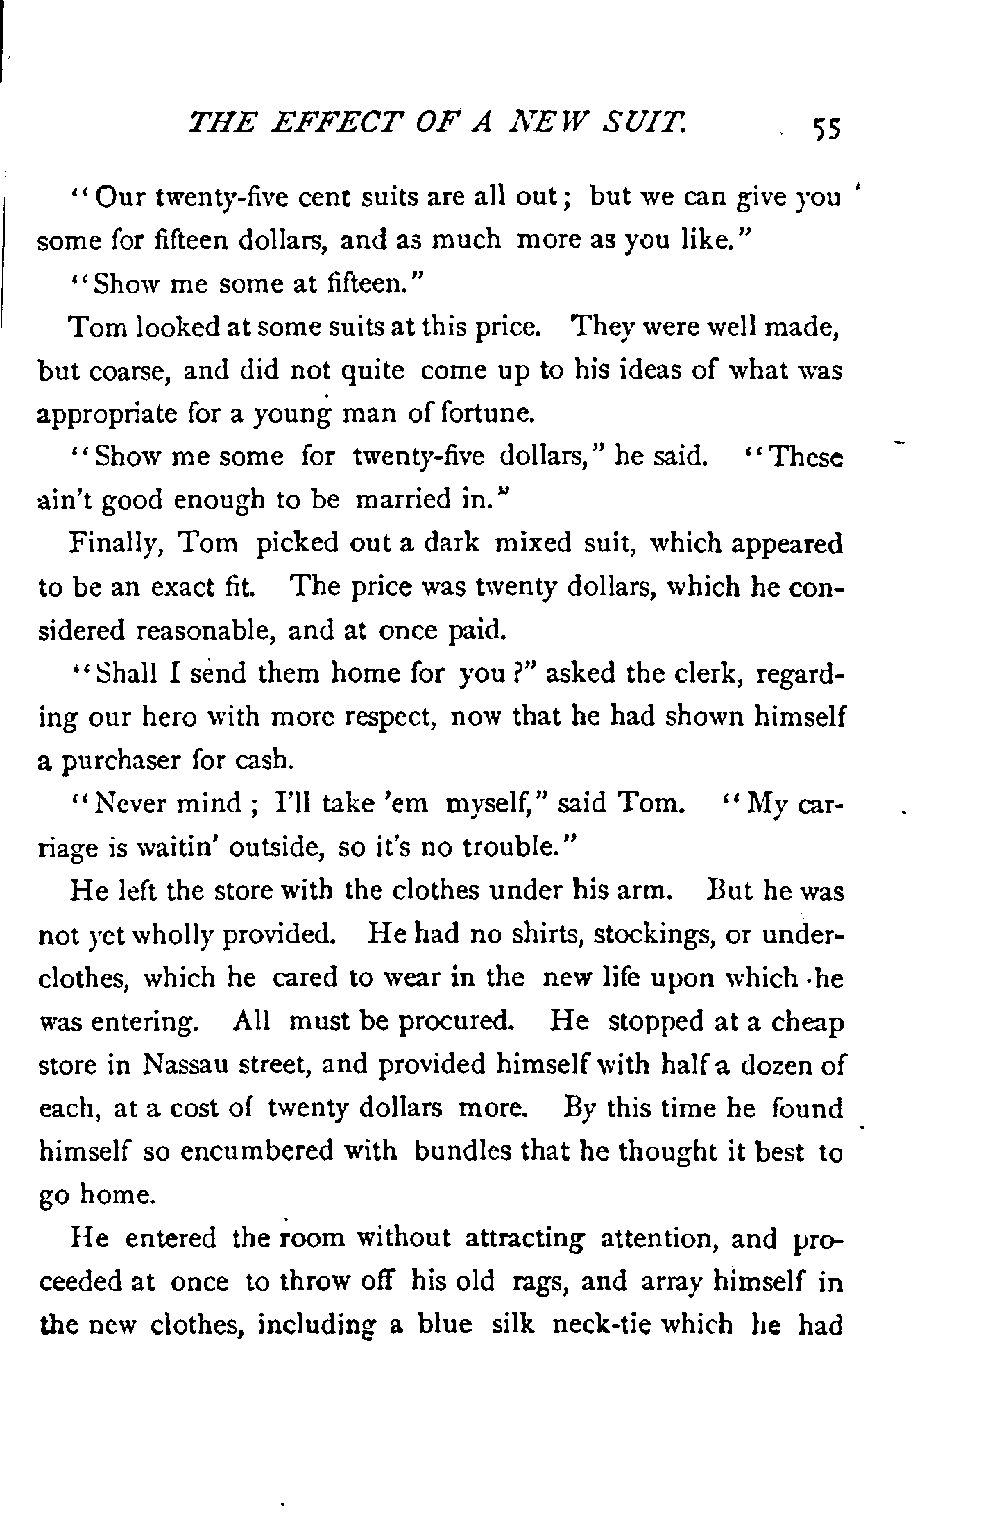 THE EFFECT OF A NEW SUIT. 55
"Our twenty-five cent suits are all out; but we can give you
some for fifteen dollars, and as much more as you like."
"Show me some at fifteen."
Tom looked at some suits at this price. They were well made,
but coarse, and did not quite come up to his ideas of what was
appropriate for a young man of fortune.
"Show me some for twenty-five dollars," he said. "These
ain't good enough to be married in."
Finally, Tom picked out a dark mixed suit, which appeared
to be an exact fit. The price was twenty dollars, which he con-
sidered reasonable, and at once paid.
"Shall I send them home for you?" asked the clerk, regard-
ing our hero with more respect, now that he had shown himself
a purchaser for cash.
"Never mind; I'll take 'em myself," said Tom. "My car-
riage is waitin' outside, so it's no trouble."
He left the store with the clothes under his arm. But he was
not yet wholly provided. He had no shirts, stockings, or under-
clothes, which he cared to wear in the new life upon which he
was entering. All must be procured. He stopped at a cheap
store in Nassau street, and provided himself with half a dozen of
each, at a cost of twenty dollars more. By this time he found
himself so encumbered with bundles that he thought it best to
go home.
He entered the room without attracting attention, and pro-
ceeded at once to throw off his old rags, and array himself in
the new clothes, including a blue silk neck-tie which he had